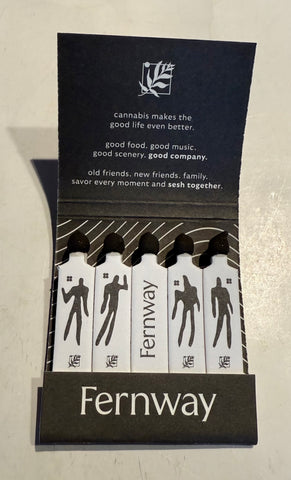 cannabis makes the
good life even better.
good food. good music.
good scenery. good company.
old friends. new friends. family.
savor every moment and sesh together.
Fernway
Fernway